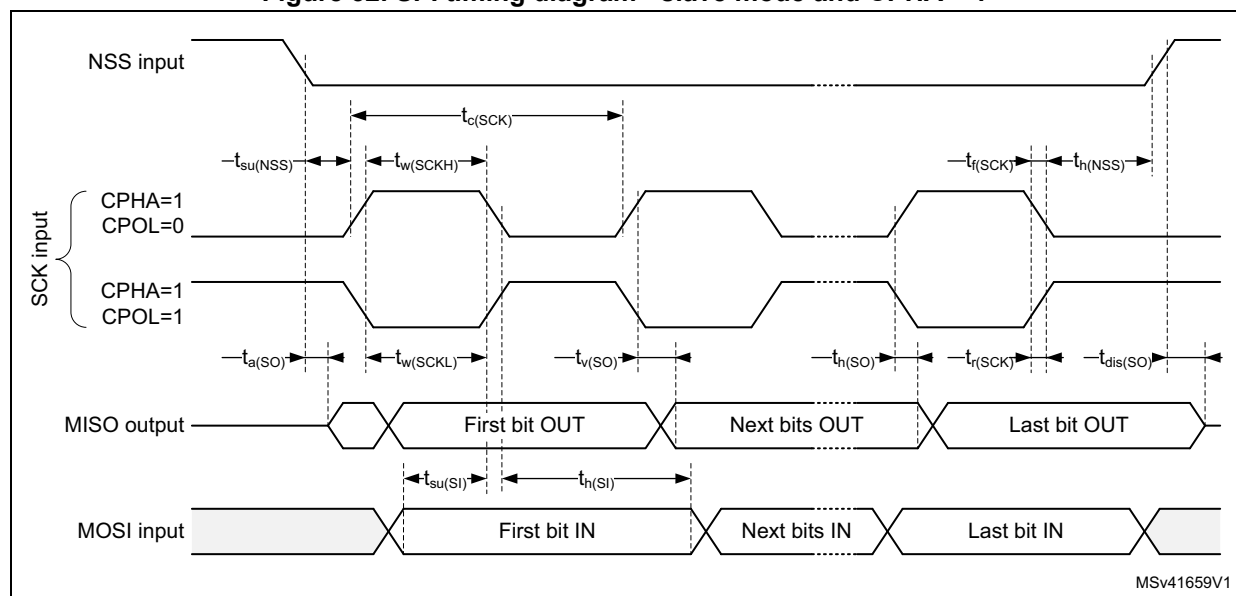 NSS input
tc(SCK)
tsu(NSS)
tw(SCKH)
tf(SCK)
th(NSS)
SCK input
CPHA=1
CPOL=0
CPHA=1
CPOL=1
ta(SO)
tw(SCKL)
tv(SO)
th(SO)
tr(SCK)
tdis(SO)
MISO output
First bit OUT
Next bits OUT
Last bit OUT
tsu(SI)
th(SI)
MOSI input
First bit IN
Next bits IN
Last bit IN
MSv41659V1